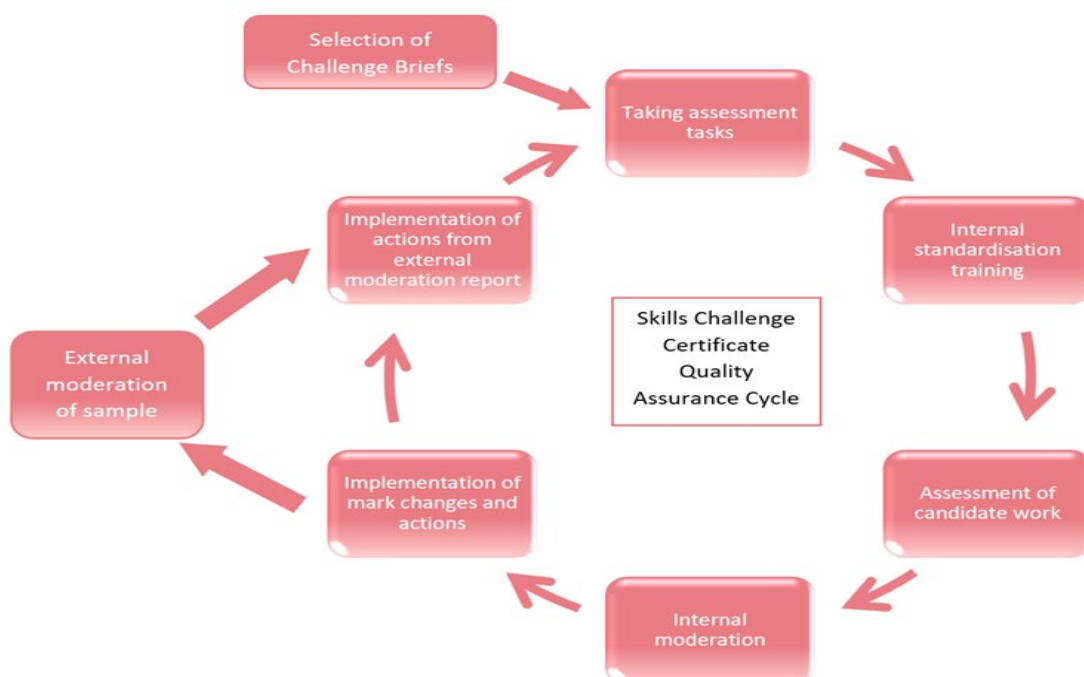 Selection of
Challenge Briefs
Taking assessment
tasks
Internal
standardisation
training
Assessment of
candidate work
Internal
moderation
Implementation of
mark changes and
actions
External
moderation
of sample
Implementation of
actions from
external
moderation report
Skills Challenge
Certificate
Quality
Assurance Cycle